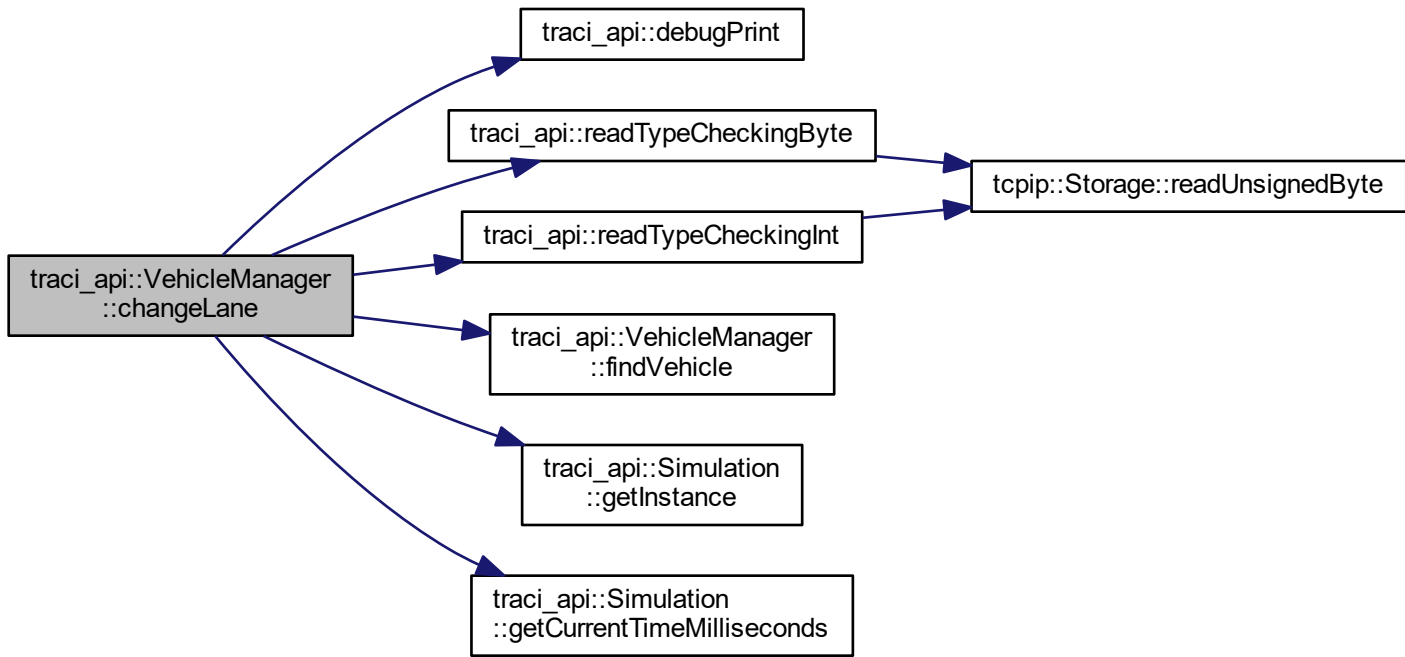 traci_api::debugPrint
traci_api::readTypeCheckingByte
tcpip::Storage::readUnsignedByte
traci_api::readTypeCheckingInt
traci_api::VehicleManager
::changeLane
traci_api::VehicleManager
::findVehicle
traci_api::Simulation
::getInstance
traci_api::Simulation
::getCurrentTimeMilliseconds